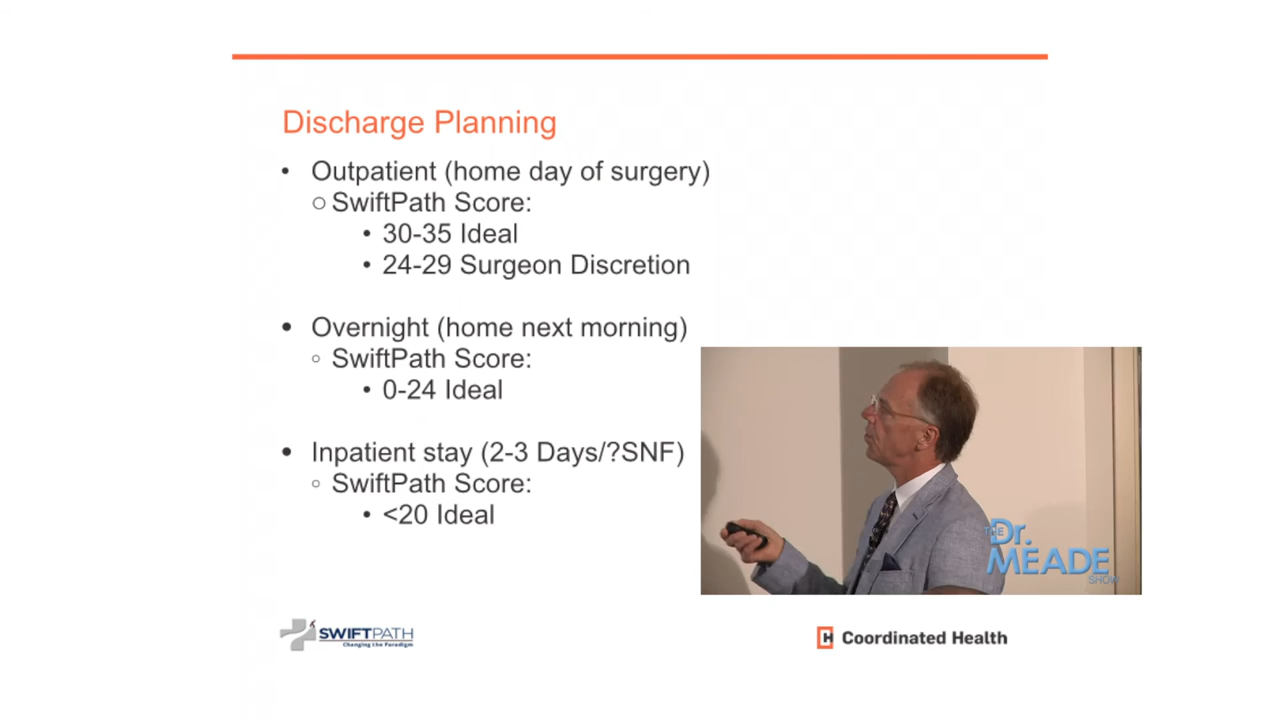 Discharge Planning
• Outpatient (home day of surgery)
○ SwiftPath Score:
• 30-35 Ideal
• 24-29 Surgeon Discretion
• Overnight (home next morning)
○ SwiftPath Score:
• 0-24 Ideal
• Inpatient stay (2-3 Days/?SNF)
○ SwiftPath Score:
• <20 Ideal
THE
Dr.
MEADE
SHOW
SWIFTPATH
Changing the Paradigm
H Coordinated Health